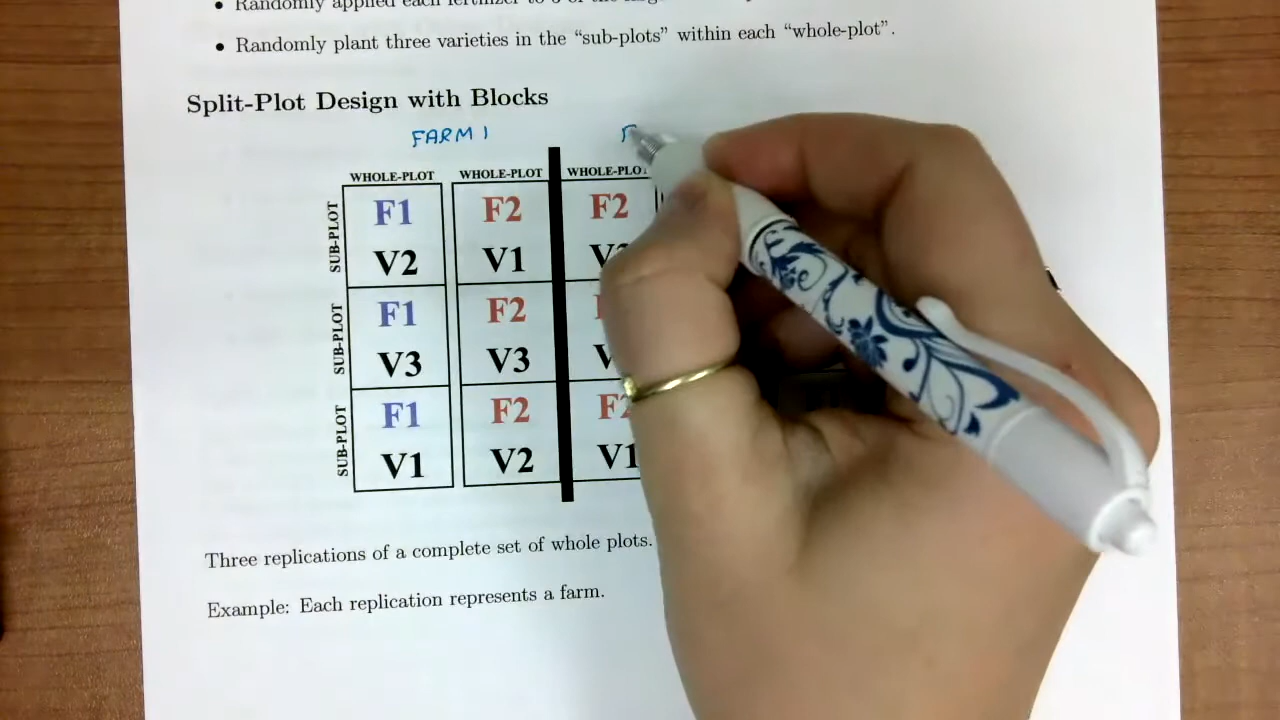 • Randomly applied each fertilizer to 3 of the
• Randomly plant three varieties in the “sub-plots” within each “whole-plot”.
Split-Plot Design with Blocks
FARM 1
WHOLE-PLOT WHOLE-PLOT WHOLE-PLOT
SUB-PLOT F1 F2 F2
V2 V1
SUB-PLOT F1 F2
V3 V3
SUB-PLOT F1 F2 F2
V1 V2 V1
Three replications of a complete set of whole plots.
Example: Each replication represents a farm.